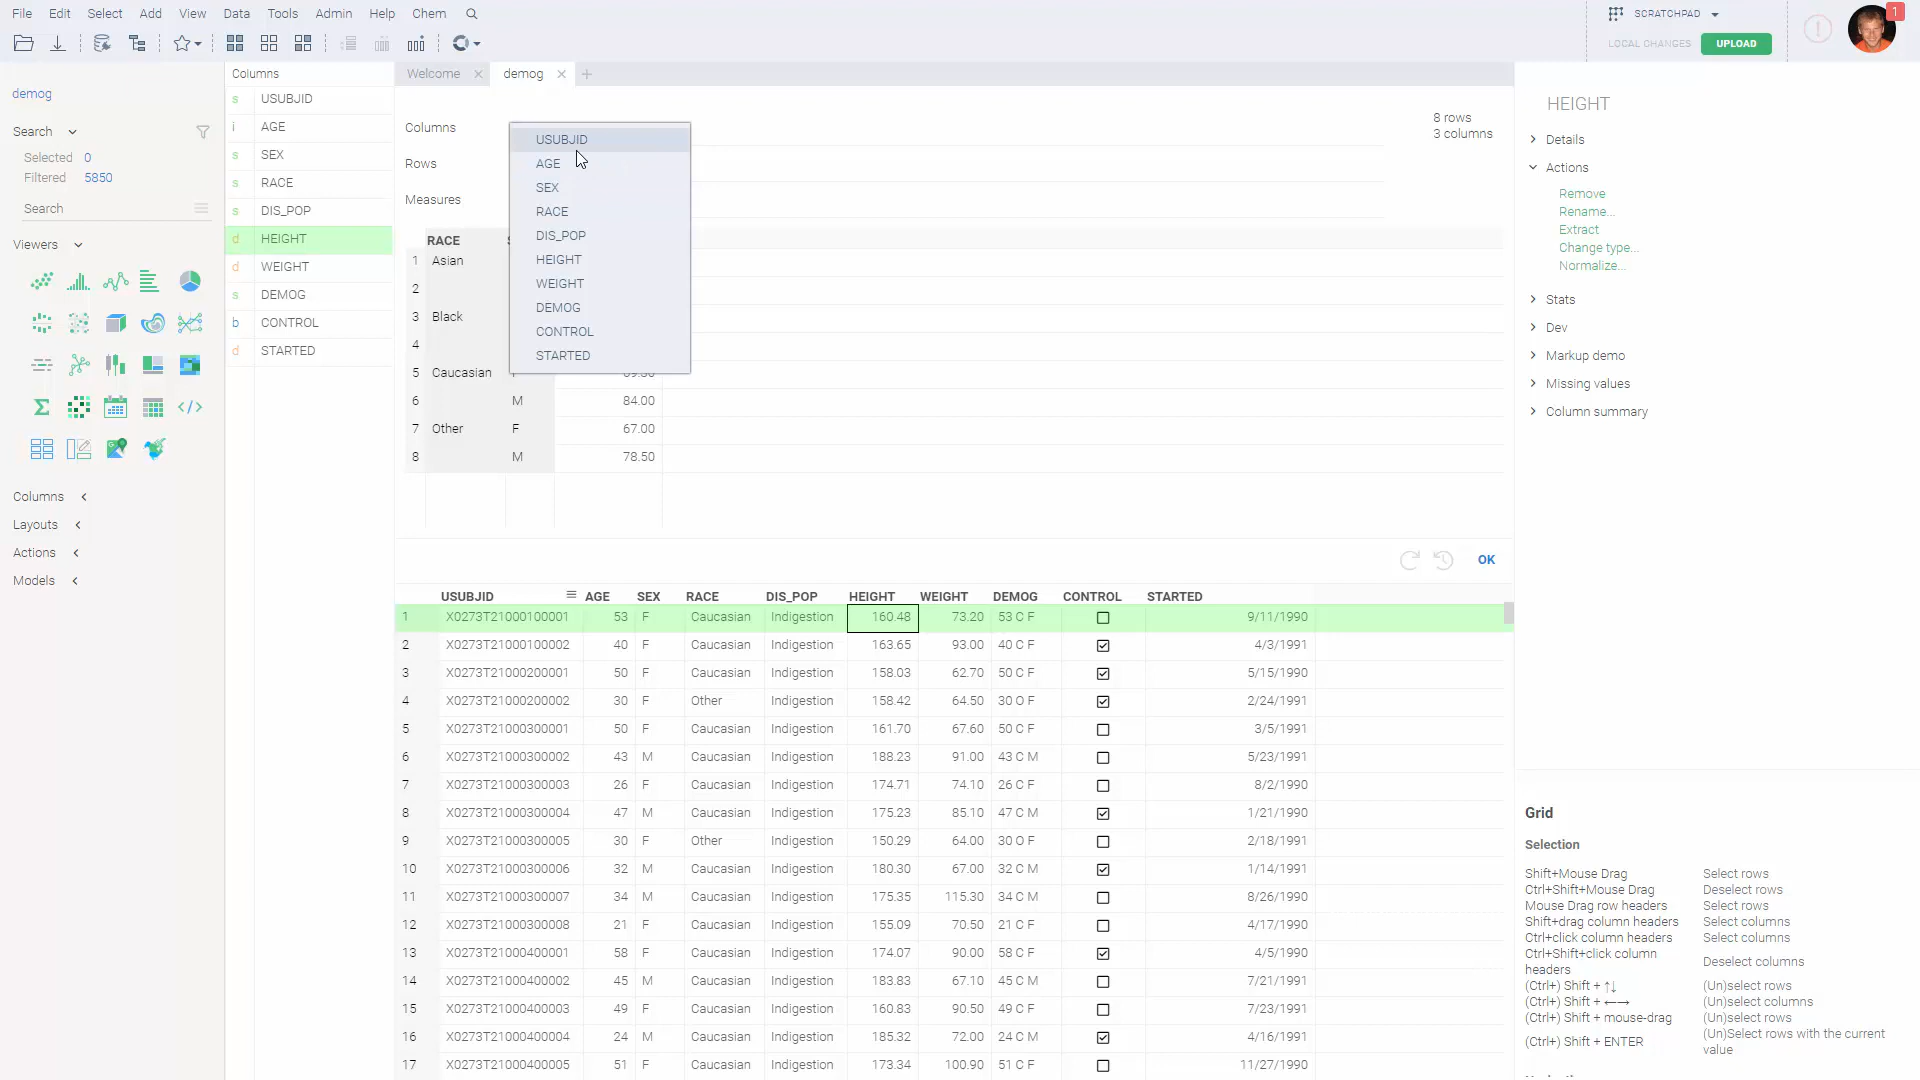 File Edit Select Add View Data Tools Admin Help Chem
SCRATCHPAD
LOCAL CHANGES UPLOAD
1
demog
Search
Selected 0
Filtered 5850
Search
Viewers
Columns
Layouts
Actions
Models
Columns
s USUBJID
i AGE
s SEX
s RACE
s DIS_POP
d HEIGHT
d WEIGHT
s DEMOG
b CONTROL
d STARTED
Welcome demog
Columns
Rows
Measures
8 rows
3 columns
USUBJID
AGE
SEX
RACE
DIS_POP
HEIGHT
WEIGHT
DEMOG
CONTROL
STARTED
RACE
1 Asian
2
3 Black
4
5 Caucasian
6 M 84.00
7 Other F 67.00
8 M 78.50
OK
USUBJID AGE SEX RACE DIS_POP HEIGHT WEIGHT DEMOG CONTROL STARTED
1 X0273T21000100001 53 F Caucasian Indigestion 160.48 73.20 53 C F 9/11/1990
2 X0273T21000100002 40 F Caucasian Indigestion 163.65 93.00 40 C F 4/3/1991
3 X0273T21000200001 50 F Caucasian Indigestion 158.03 62.70 50 C F 5/15/1990
4 X0273T21000200002 30 F Other Indigestion 158.42 64.50 30 O F 2/24/1991
5 X0273T21000300001 50 F Caucasian Indigestion 161.70 67.60 50 C F 3/5/1991
6 X0273T21000300002 43 M Caucasian Indigestion 188.23 91.00 43 C M 5/23/1991
7 X0273T21000300003 26 F Caucasian Indigestion 174.71 74.10 26 C F 8/2/1990
8 X0273T21000300004 47 M Caucasian Indigestion 175.23 85.10 47 C M 1/21/1990
9 X0273T21000300005 30 F Other Indigestion 150.29 64.00 30 O F 2/18/1991
10 X0273T21000300006 32 M Caucasian Indigestion 180.30 67.00 32 C M 1/14/1991
11 X0273T21000300007 34 M Caucasian Indigestion 175.35 115.30 34 C M 8/26/1990
12 X0273T21000300008 21 F Caucasian Indigestion 155.09 70.50 21 C F 4/17/1990
13 X0273T21000400001 58 F Caucasian Indigestion 174.07 90.00 58 C F 4/5/1990
14 X0273T21000400002 45 M Caucasian Indigestion 183.83 67.10 45 C M 7/21/1990
15 X0273T21000400003 49 F Caucasian Indigestion 160.83 90.50 49 C F 7/23/1990
16 X0273T21000400004 24 M Caucasian Indigestion 185.32 72.00 24 C M 4/16/1990
17 X0273T21000400005 51 F Caucasian Indigestion 173.34 100.90 51 C F 11/27/1990
HEIGHT
Details
Actions
Remove
Rename...
Extract
Change type...
Normalize...
Stats
Dev
Markup demo
Missing values
Column summary
Grid
Selection
Shift+Mouse Drag Select rows
Ctrl+Shift+Mouse Drag Deselect rows
Mouse Drag row headers Select rows
Shift+drag column headers Select columns
Ctrl+click column headers Select columns
Ctrl+Shift+click column
headers Deselect columns
(Ctrl+) Shift + ↑↓ (Un)select rows
(Ctrl+) Shift + ←→ (Un)select columns
(Ctrl+) Shift + mouse-drag (Un)select rows
(Ctrl+) Shift + ENTER (Un)Select rows with the current
value